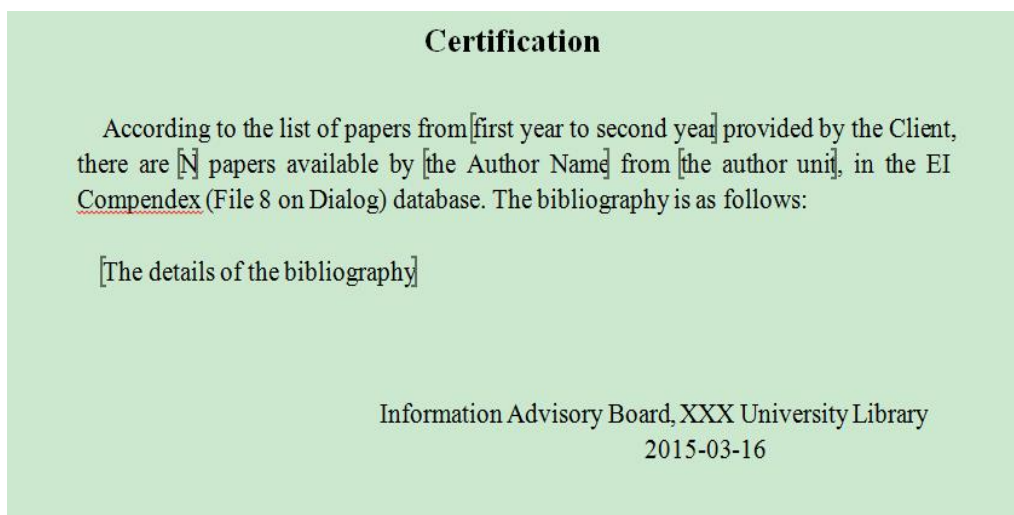 Certification
According to the list of papers from[first year to second year] provided by the Client,
there are [N] papers available by [the Author Name] from [the author unit], in the EI
Compendex (File 8 on Dialog) database. The bibliography is as follows:
[The details of the bibliography]
Information Advisory Board, XXX University Library
2015-03-16